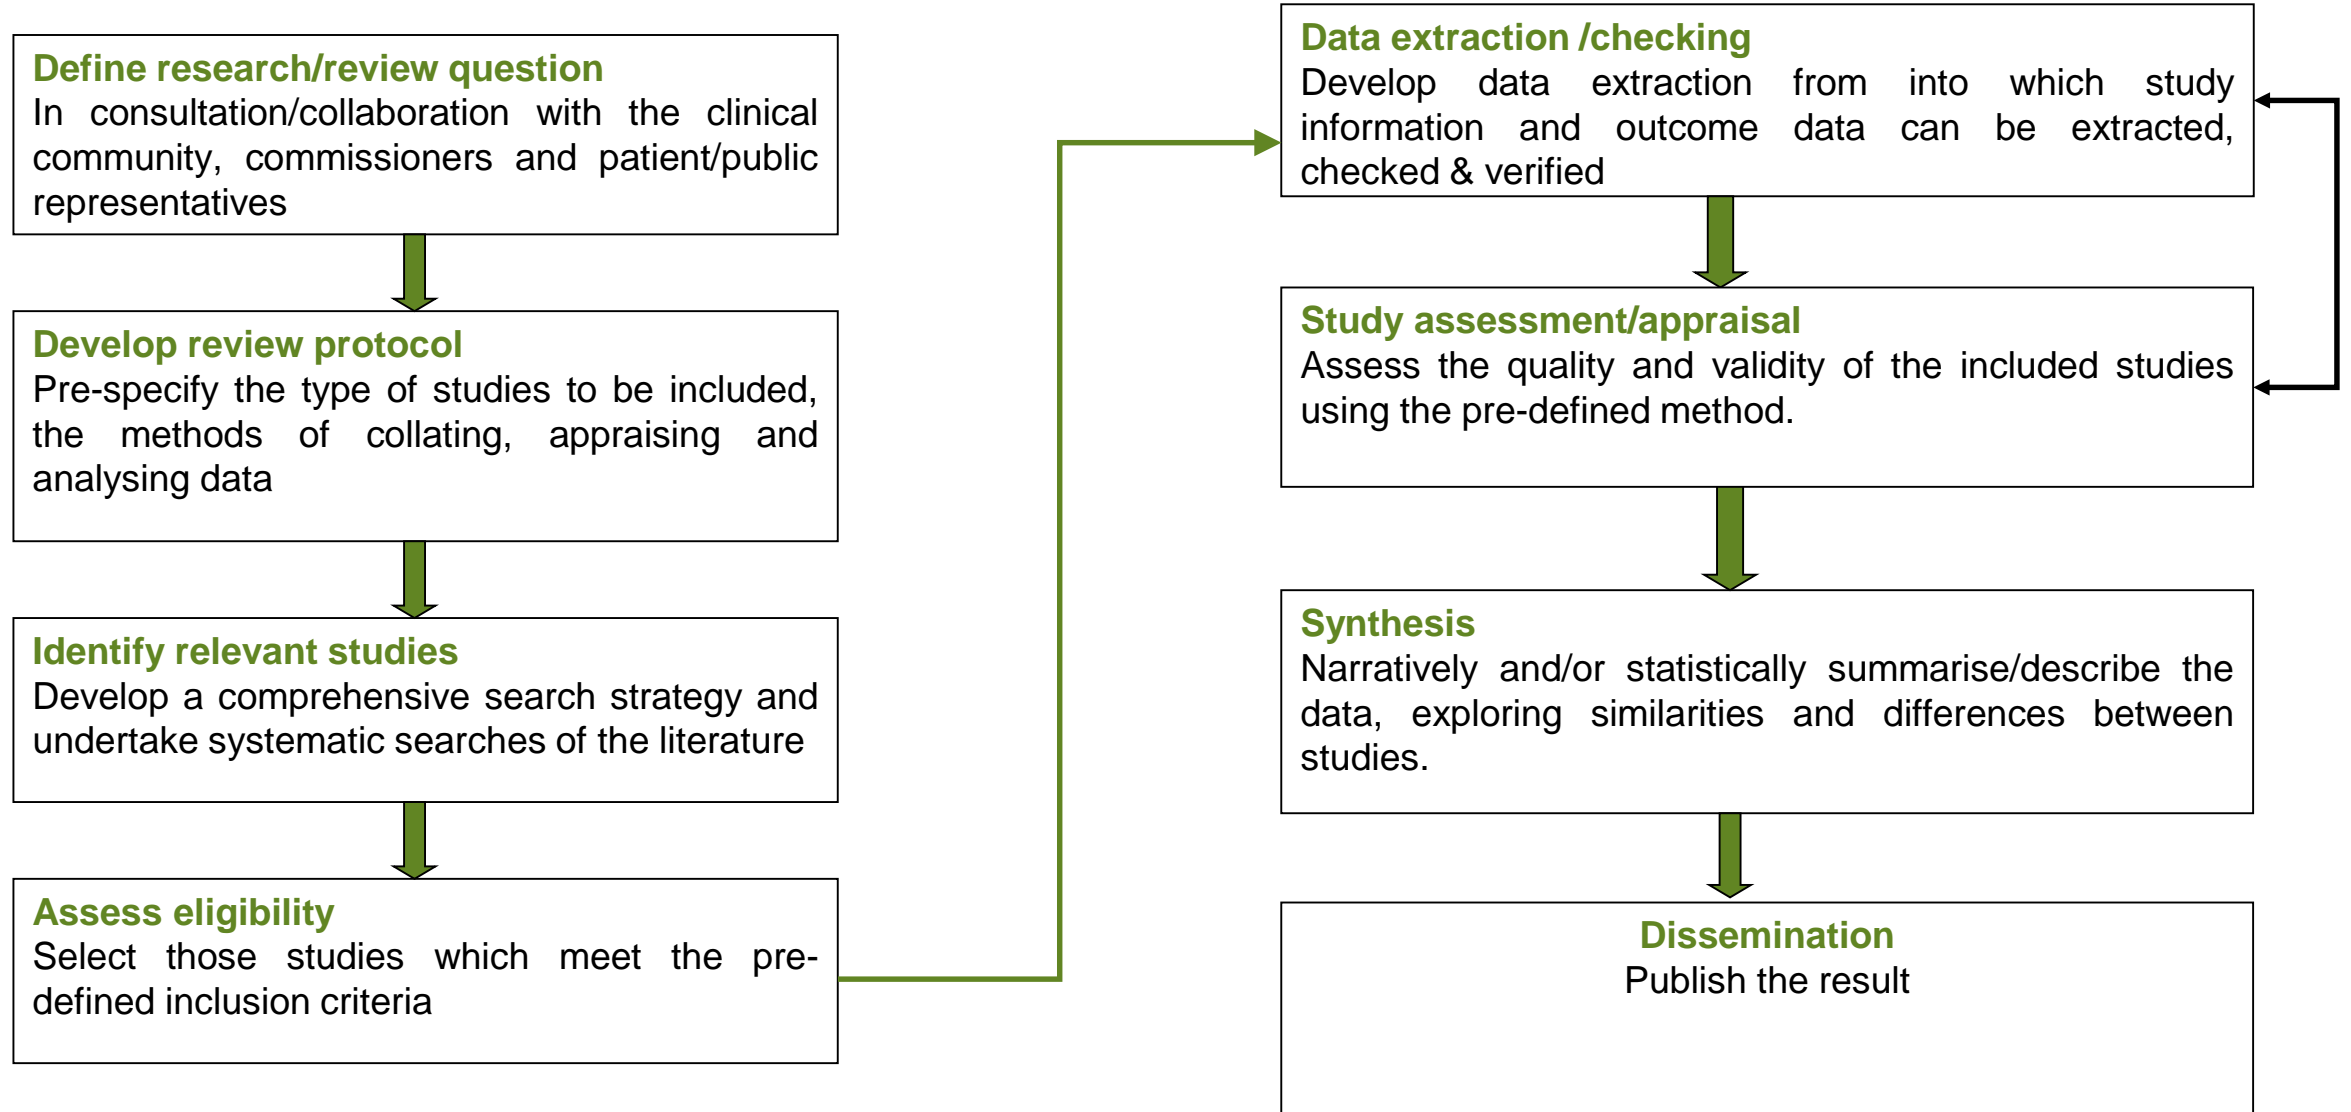 Define research/review question
In consultation/collaboration with the clinical
community, commissioners and patient/public
representatives
Develop review protocol
Pre-specify the type of studies to be included,
the methods of collating, appraising and
analysing data
Identify relevant studies
Develop a comprehensive search strategy and
undertake systematic searches of the literature
Assess eligibility
Select those studies which meet the pre-
defined inclusion criteria
Data extraction /checking
Develop data extraction from into which study
information and outcome data can be extracted,
checked & verified
Study assessment/appraisal
Assess the quality and validity of the included studies
using the pre-defined method.
Synthesis
Narratively and/or statistically summarise/describe the
data, exploring similarities and differences between
studies.
Dissemination
Publish the result